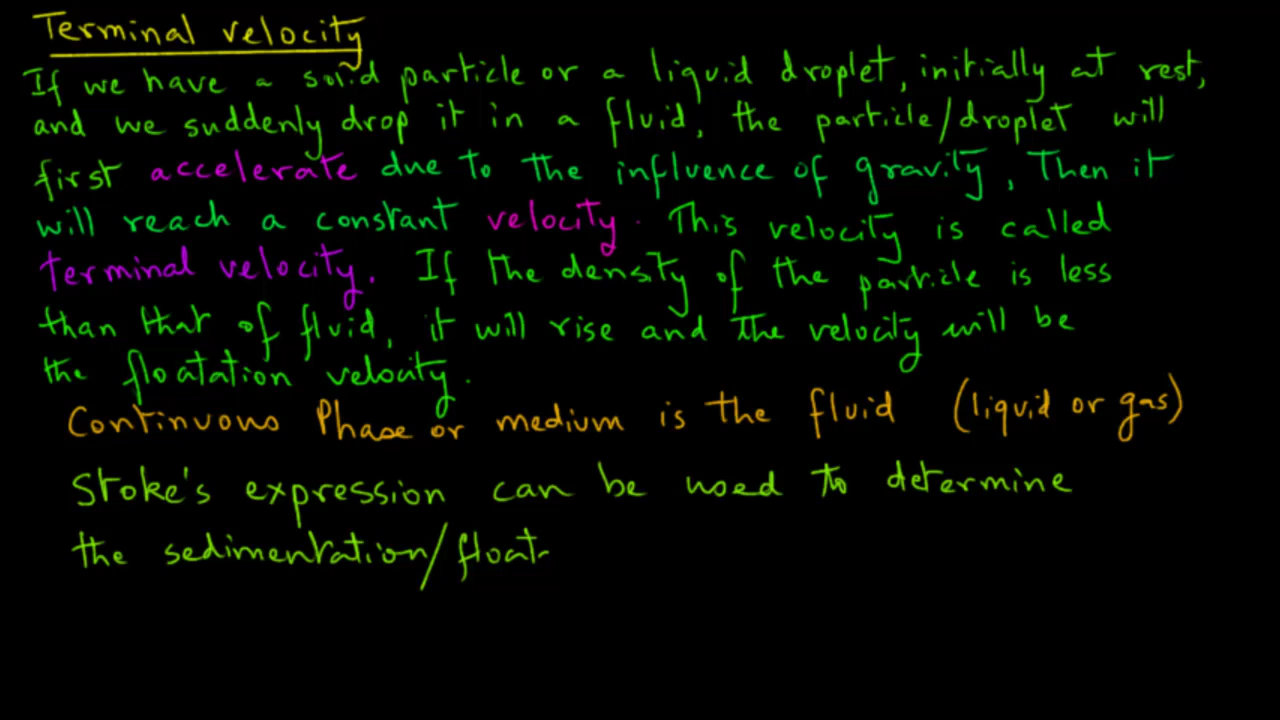 Terminal velocity
If we have a solid particle or a liquid droplet, initially at rest,
and we suddenly drop it in a fluid, the particle/droplet will
first accelerate due to the influence of gravity, Then it
will reach a constant velocity. This velocity is called
terminal velocity. If the density of the particle is less
than that of fluid, it will rise and the velocity will be
the floatation velocity.
Continuous Phase or medium is the fluid (liquid or gas)
Stoke's expression can be used to determine
the sedimentation/float